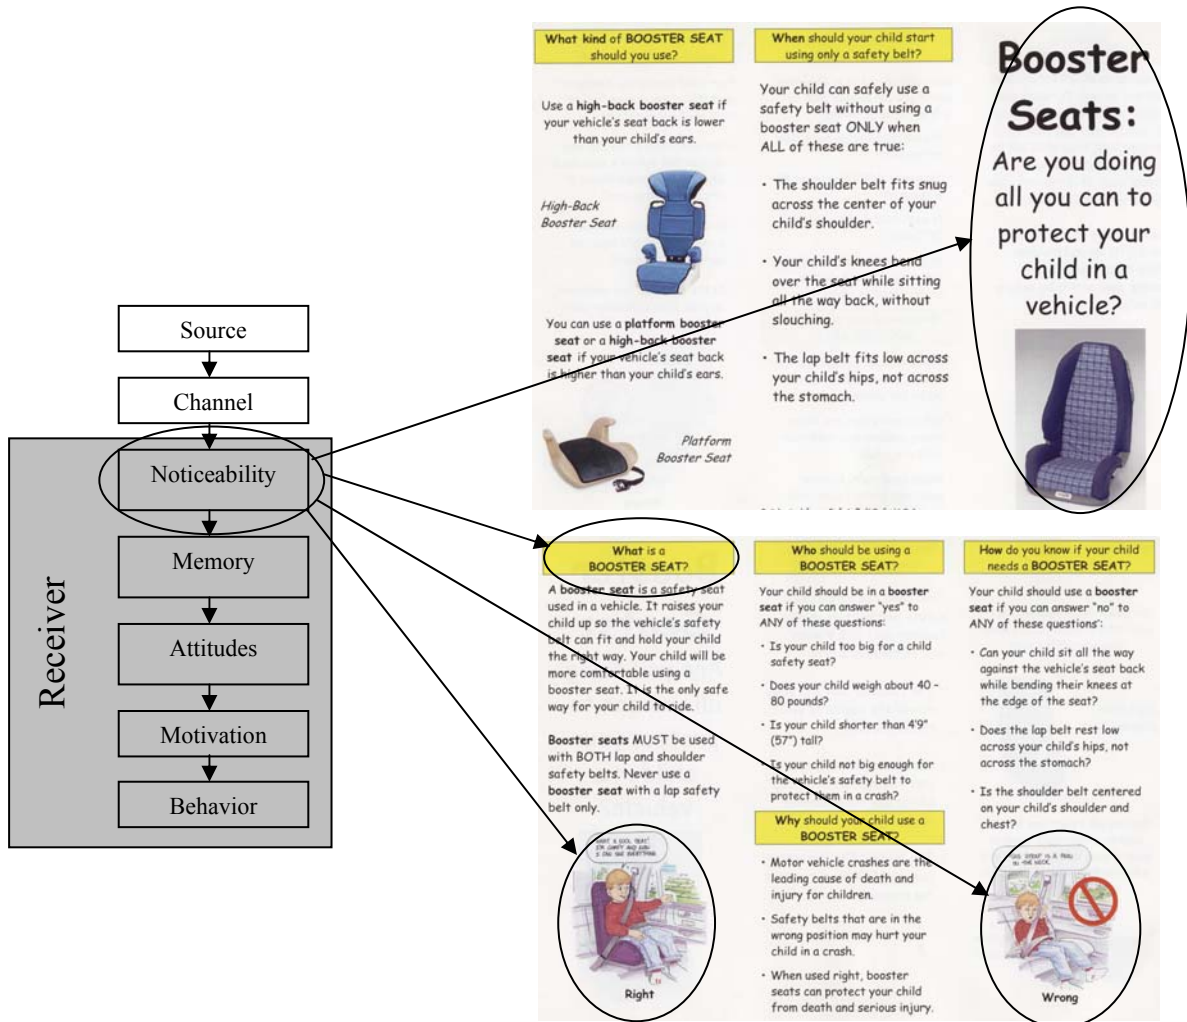 Source
Channel
Receiver
Noticeability
Memory
Attitudes
Motivation
Behavior
What kind of BOOSTER SEAT
should you use?
Use a high-back booster seat if
your vehicle's seat back is lower
than your child's ears.
High-Back
Booster Seat
You can use a platform booster
seat or a high-back booster
seat if your vehicle's seat back
is higher than your child's ears.
Platform
Booster Seat
When should your child start
using only a safety belt?
Your child can safely use a
safety belt without using a
booster seat ONLY when
ALL of these are true:
· The shoulder belt fits snug
across the center of your
child's shoulder.
· Your child's knees bend
over the seat while sitting
all the way back, without
slouching.
· The lap belt fits low across
your child's hips, not across
the stomach.
Booster
Seats:
Are you doing
all you can to
protect your
child in a
vehicle?
What is a
BOOSTER SEAT?
A booster seat is a safety seat
used in a vehicle. It raises your
child up so the vehicle's safety
belt can fit and hold your child
the right way. Your child will be
more comfortable using a
booster seat. It is the only safe
way for your child to ride.
Booster seats MUST be used
with BOTH lap and shoulder
safety belts. Never use a
booster seat with a lap safety
belt only.
WHAT A COOL SEAT!
I'M COMFY AND NOW
I CAN SEE EVERYTHING.
Right
Who should be using a
BOOSTER SEAT?
Your child should be in a booster
seat if you can answer "yes" to
ANY of these questions:
· Is your child too big for a child
safety seat?
· Does your child weigh about 40 –
80 pounds?
· Is your child shorter than 4'9"
(57") tall?
· Is your child not big enough for
the vehicle's safety belt to
protect them in a crash?
Why should your child use a
BOOSTER SEAT?
· Motor vehicle crashes are the
leading cause of death and
injury for children.
· Safety belts that are in the
wrong position may hurt your
child in a crash.
· When used right, booster
seats can protect your child
from death and serious injury.
How do you know if your child
needs a BOOSTER SEAT?
Your child should use a booster
seat if you can answer "no" to
ANY of these questions:
· Can your child sit all the way
against the vehicle's seat back
while bending their knees at
the edge of the seat?
· Does the lap belt rest low
across your child's hips, not
across the stomach?
· Is the shoulder belt centered
on your child's shoulder and
chest?
IS A PAIN
IN THE NECK.
Wrong